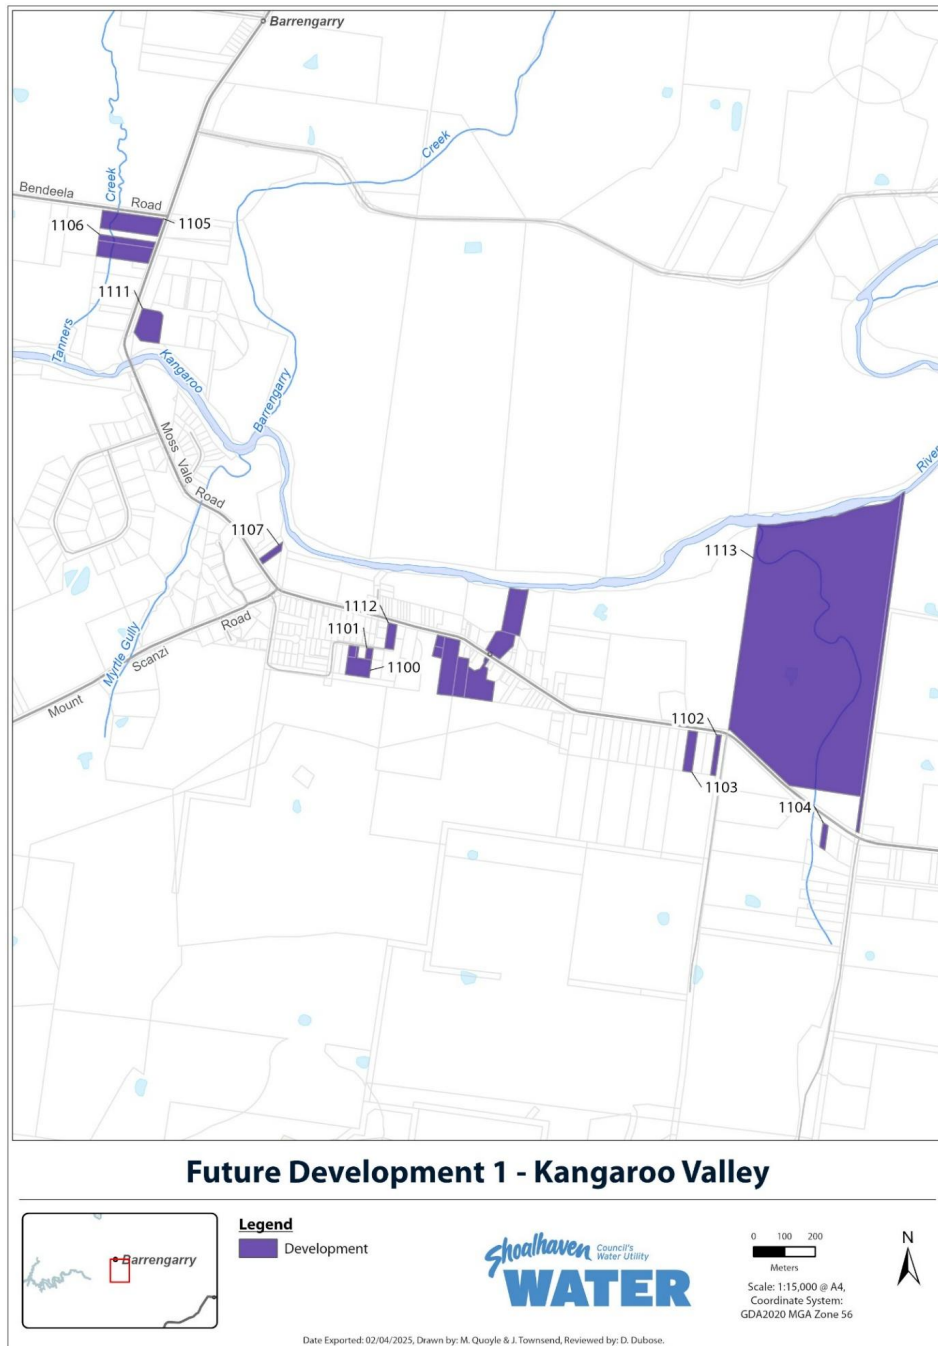 Barrengarry
Creek
Creek
Bendeela
Road
1105
1106
1111
Tanners
Kangaroo
Barrengarry
Moss
Vale
Road
River
1107
1113
1112
1101
1100
Road
Scanzi
Mount
Myrtle Gully
1102
1103
1104
Future Development 1 - Kangaroo Valley
Barrengarry
Legend
Development
Shoalhaven Council's
Water Utility
WATER
0 100 200
Meters
Scale: 1:15,000 @ A4,
Coordinate System:
GDA2020 MGA Zone 56
N
Date Exported: 02/04/2025, Drawn by: M. Quoyle & J. Townsend, Reviewed by: D. Dubose.